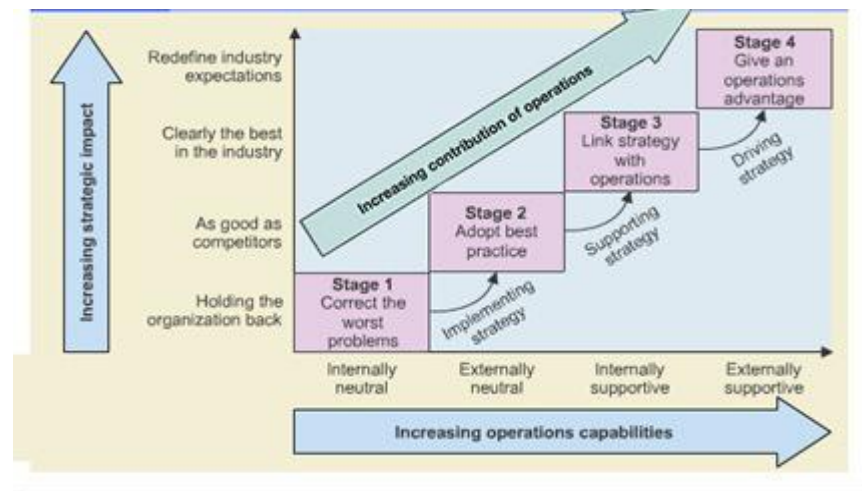 Increasing strategic impact
Redefine industry
expectations
Clearly the best
in the industry
As good as
competitors
Holding the
organization back
Increasing contribution of operations
Stage 1
Correct the
worst
problems
Implementing
strategy
Stage 2
Adopt best
practice
Supporting
strategy
Stage 3
Link strategy
with
operations
Driving
strategy
Stage 4
Give an
operations
advantage
Internally
neutral
Externally
neutral
Internally
supportive
Externally
supportive
Increasing operations capabilities